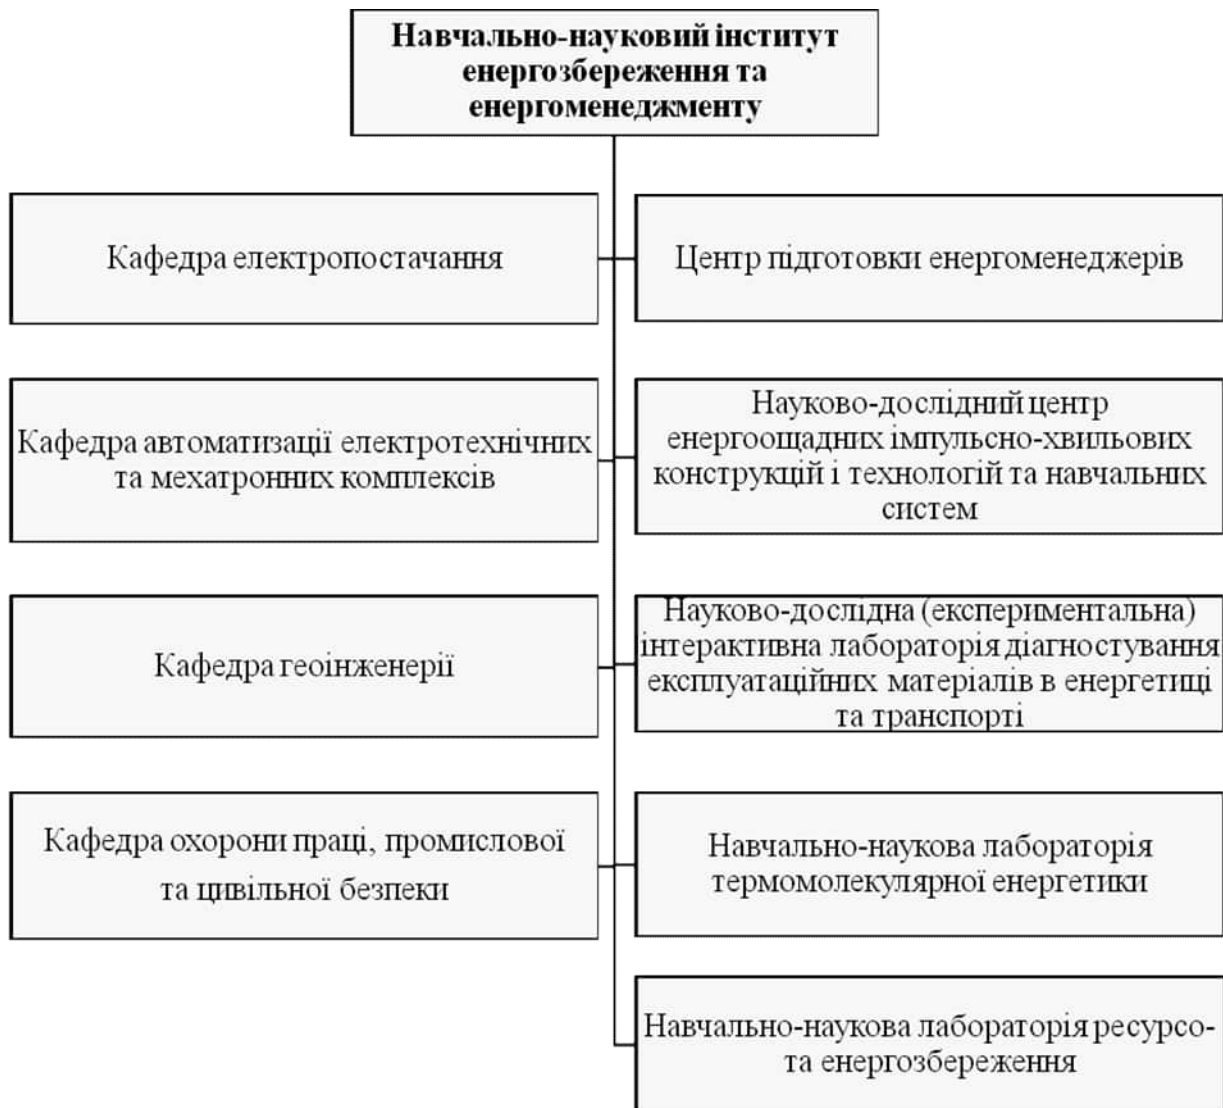 Навчально-науковий інститут
енергозбереження та
енергоменеджменту
Кафедра електропостачання
Центр підготовки енергоменеджерів
Кафедра автоматизації електротехнічних
та мехатронних комплексів
Науково-дослідний центр
енергоощадних імпульсно-хвильових
конструкцій і технологій та навчальних
систем
Кафедра геоінженерії
Науково-дослідна (експериментальна)
інтерактивна лабораторія діагностування
експлуатаційних матеріалів в енергетиці
та транспорті
Кафедра охорони праці, промислової
та цивільної безпеки
Навчально-наукова лабораторія
термомолекулярної енергетики
Навчально-наукова лабораторія ресурсо-
та енергозбереження